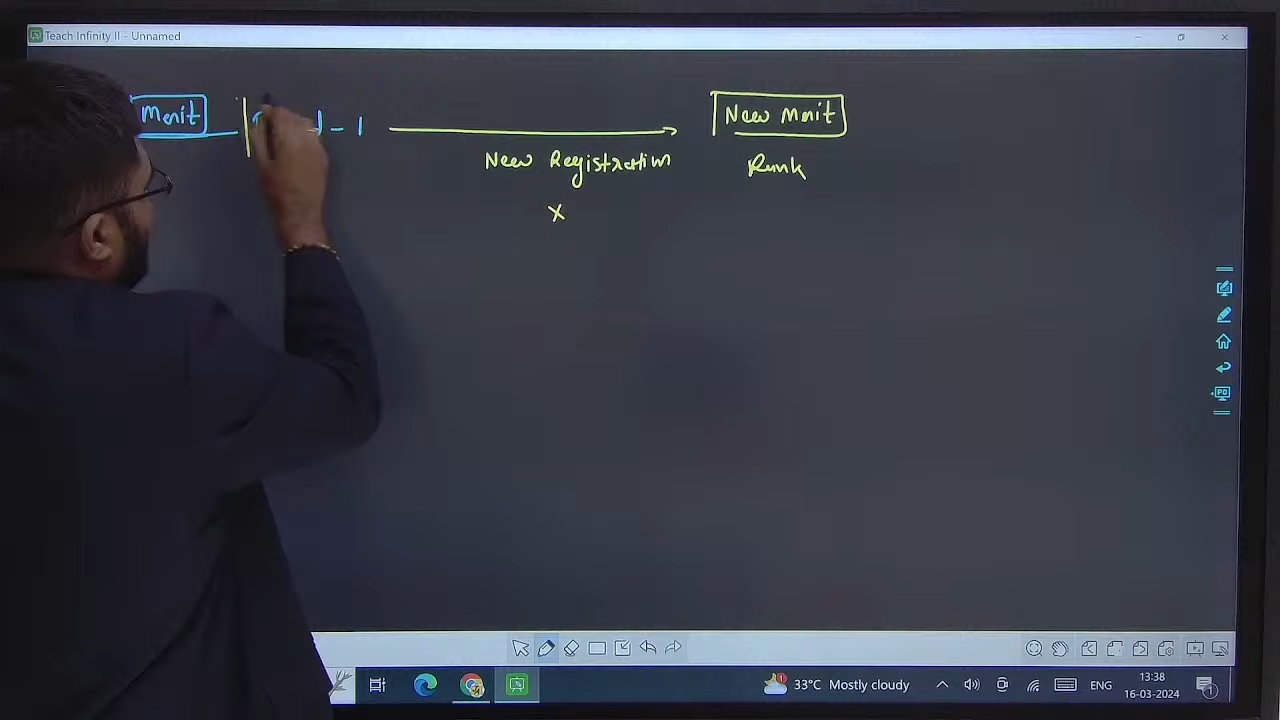 Teach Infinity II - Unnamed
Merit - 1 New Merit
New Registration Rank
x
33°C Mostly cloudy ENG 13:38
16-03-2024